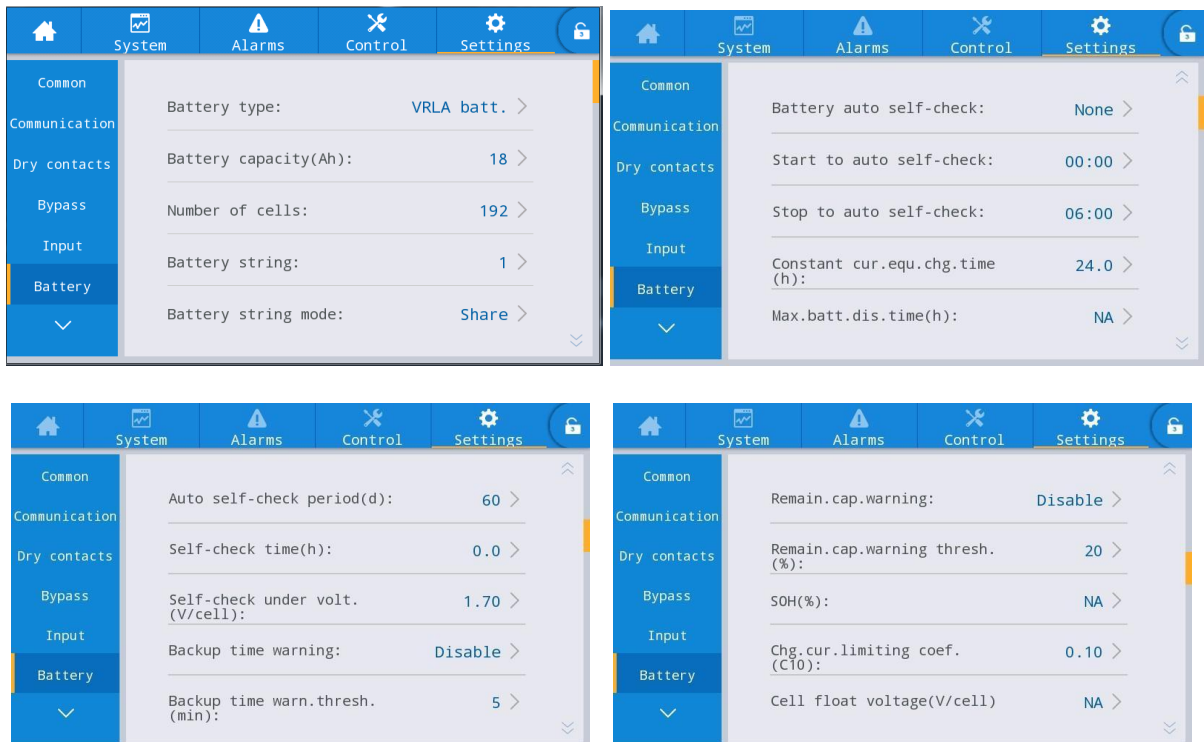 System
Alarms
Control
Settings
3
Common
Communication
Dry contacts
Bypass
Input
Battery
Battery type: VRLA batt.
Battery capacity(Ah): 18
Number of cells: 192
Battery string: 1
Battery string mode: Share
System
Alarms
Control
Settings
3
Common
Communication
Dry contacts
Bypass
Input
Battery
Battery auto self-check: None
Start to auto self-check: 00:00
Stop to auto self-check: 06:00
Constant cur.equ.chg.time
(h): 24.0
Max.batt.dis.time(h): NA
System
Alarms
Control
Settings
3
Common
Communication
Dry contacts
Bypass
Input
Battery
Auto self-check period(d): 60
Self-check time(h): 0.0
Self-check under volt.
(V/cell): 1.70
Backup time warning: Disable
Backup time warn.thresh.
(min): 5
System
Alarms
Control
Settings
3
Common
Communication
Dry contacts
Bypass
Input
Battery
Remain.cap.warning: Disable
Remain.cap.warning thresh.
(%): 20
SOH(%): NA
Chg.cur.limiting coef.
(C10): 0.10
Cell float voltage(V/cell) NA